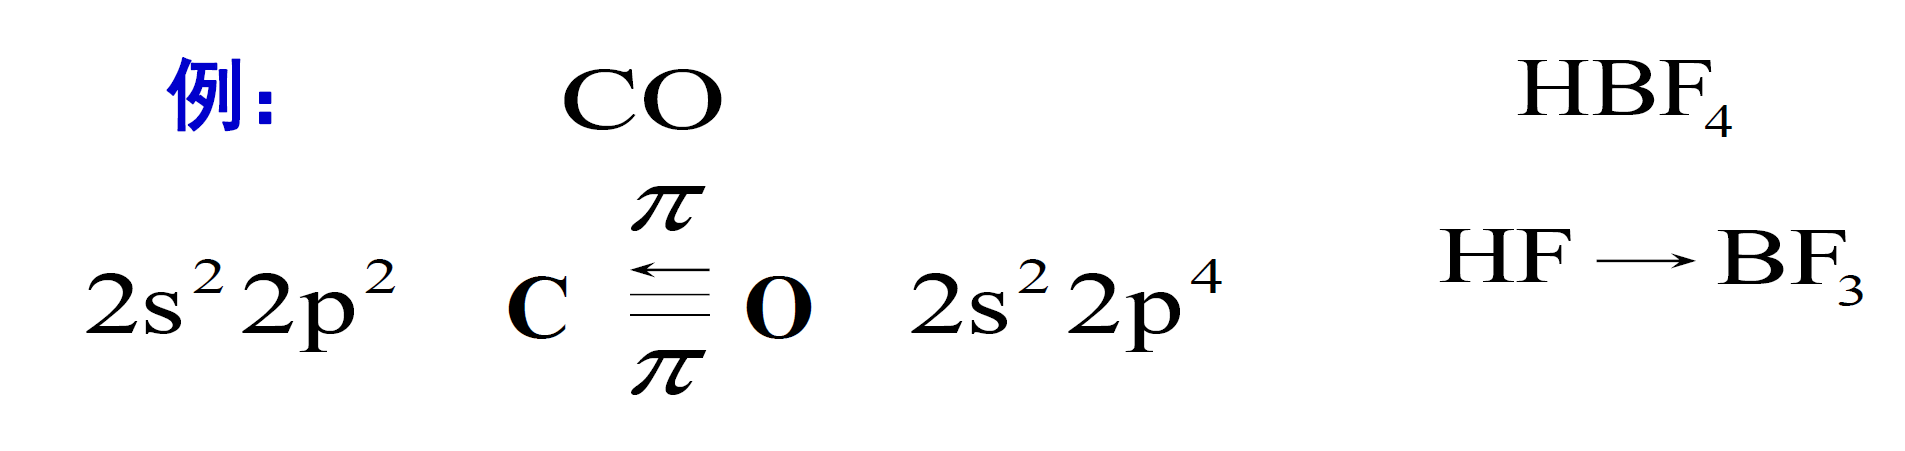 例： CO HBF₄
π
2s² 2p² C O 2s² 2p⁴ HF → BF₃
π